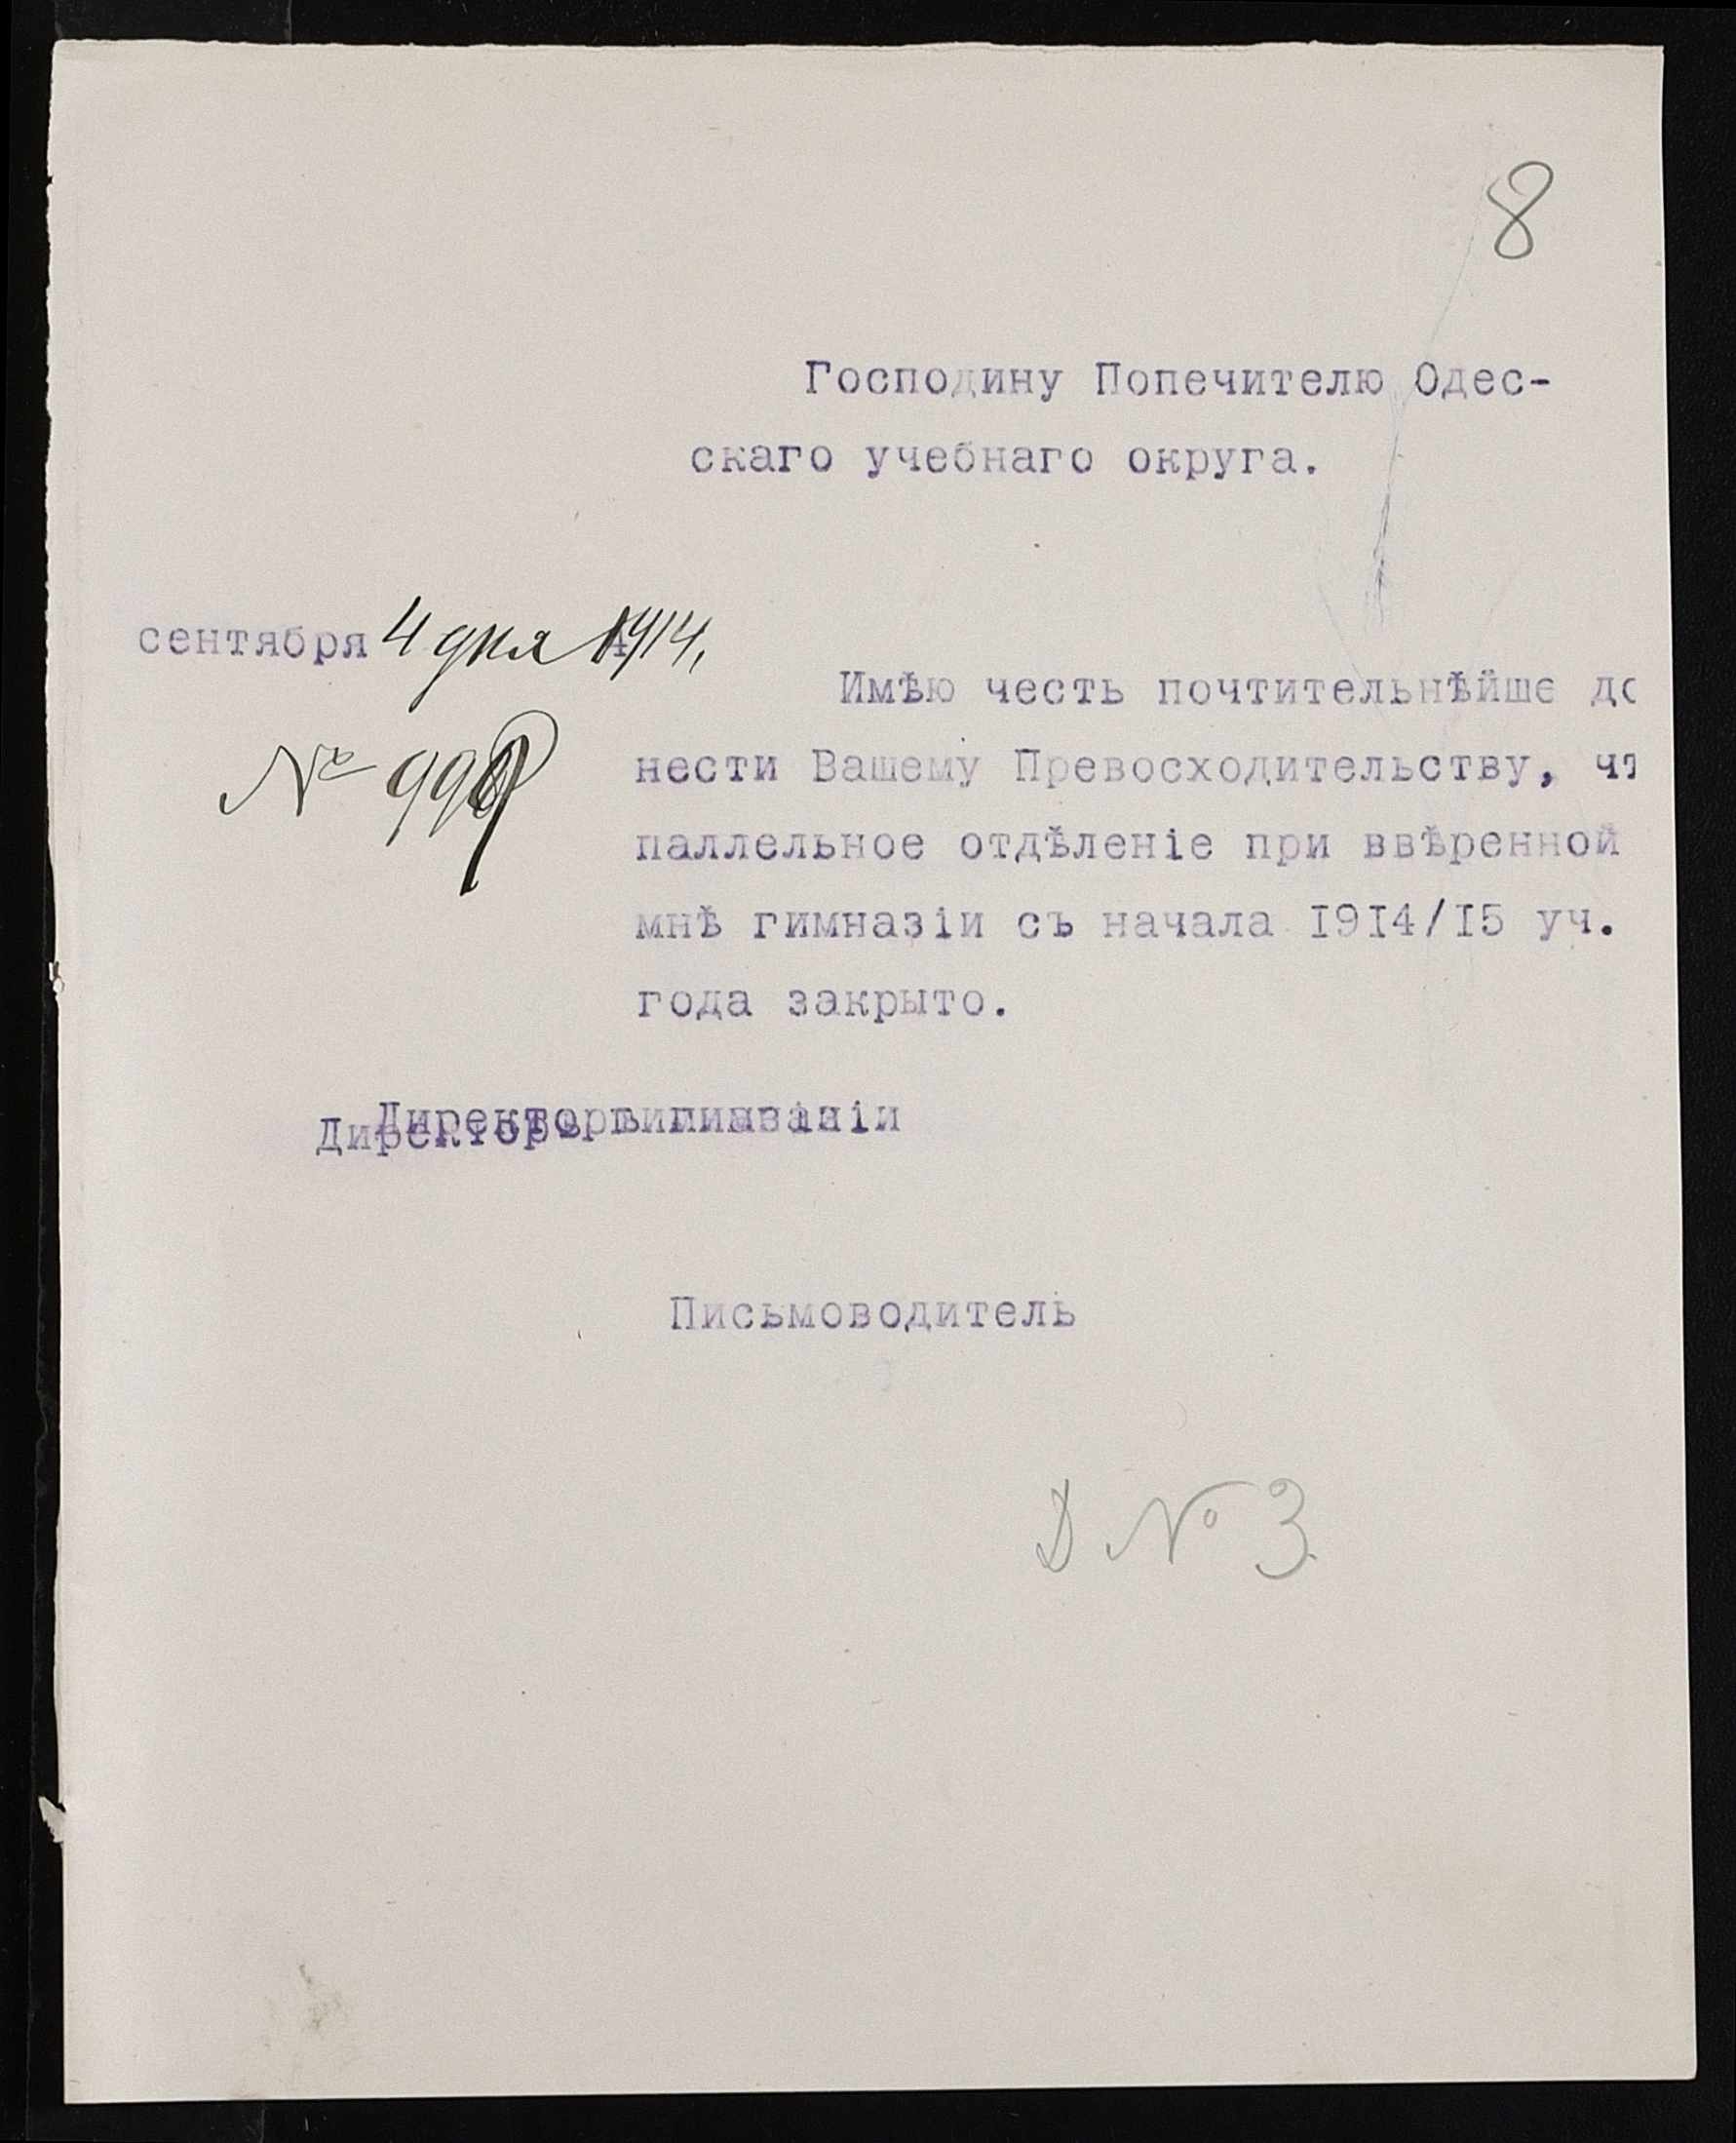 8
Господину Попечителю Одес-
скаго учебнаго округа.
сентября 4 дня 1914,
Имѣю честь почтительнѣйше до
№ 999
нести Вашему Превосходительству, чт
паллельное отдѣленіе при ввѣренной
мнѣ гимназіи съ начала 1914/15 уч.
года закрыто.
Директоръ гимназіи
Письмоводитель
D № 3